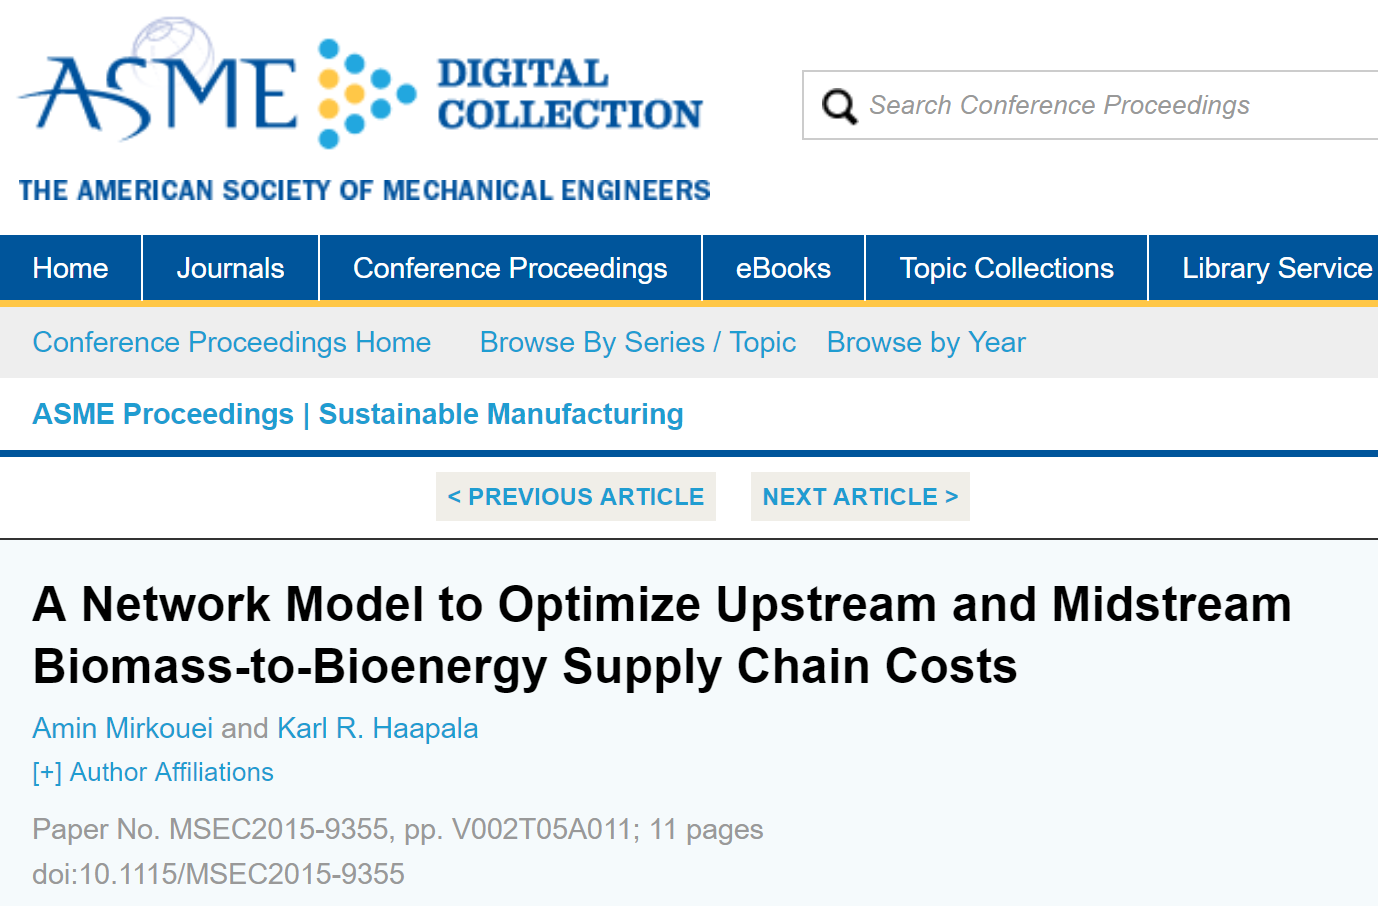 ASME DIGITAL COLLECTION
THE AMERICAN SOCIETY OF MECHANICAL ENGINEERS
Search Conference Proceedings
Home Journals Conference Proceedings eBooks Topic Collections Library Service
Conference Proceedings Home Browse By Series / Topic Browse by Year
ASME Proceedings | Sustainable Manufacturing
< PREVIOUS ARTICLE NEXT ARTICLE >
A Network Model to Optimize Upstream and Midstream
Biomass-to-Bioenergy Supply Chain Costs
Amin Mirkouei and Karl R. Haapala
[+] Author Affiliations
Paper No. MSEC2015-9355, pp. V002T05A011; 11 pages
doi:10.1115/MSEC2015-9355